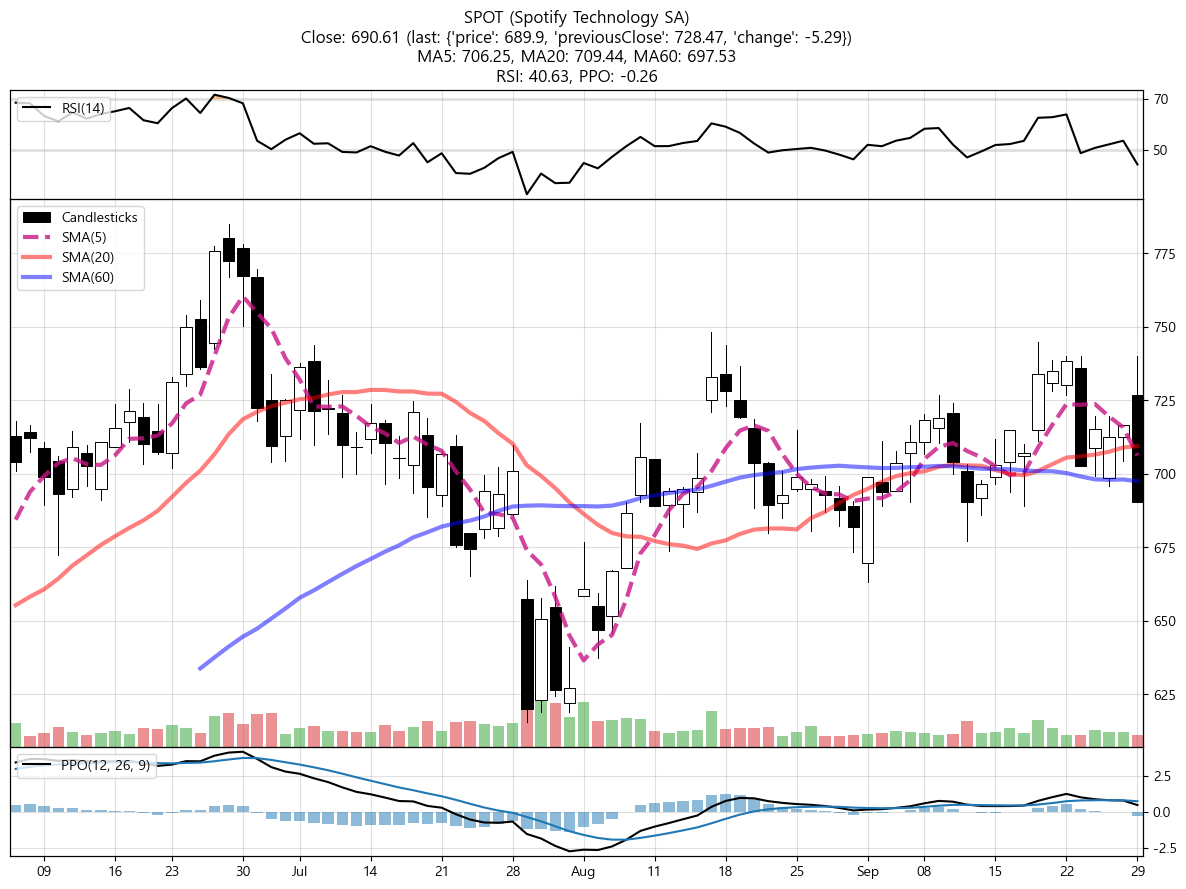 SPOT (Spotify Technology SA)
Close: 690.61 (last: {'price': 689.9, 'previousClose': 728.47, 'change': -5.29})
MA5: 706.25, MA20: 709.44, MA60: 697.53
RSI: 40.63, PPO: -0.26
RSI(14)
70
50
Candlesticks
SMA(5)
SMA(20)
SMA(60)
775
750
725
700
675
650
625
PPO(12, 26, 9)
2.5
0.0
-2.5
09 16 23 30 Jul 14 21 28 Aug 11 18 25 Sep 08 15 22 29